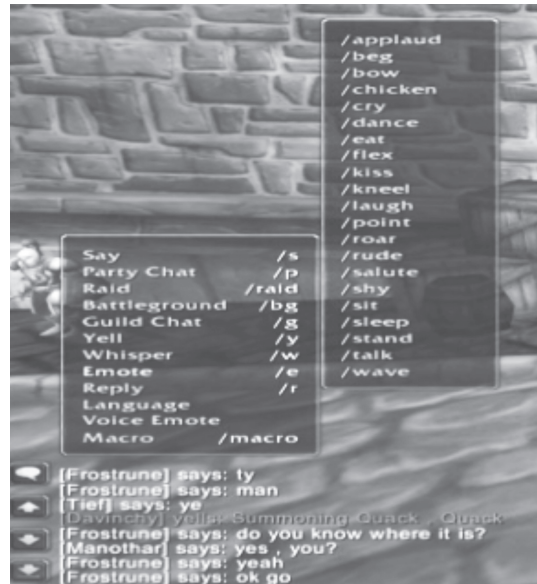 /applaud
/beg
/bow
/chicken
/cry
/dance
/eat
/flex
/kiss
/kneel
/laugh
/point
/roar
/rude
/salute
/shy
/sit
/sleep
/stand
/talk
/wave
Say /s
Party Chat /p
Raid /raid
Battleground /bg
Guild Chat /g
Yell /y
Whisper /w
Emote /e
Reply /r
Language
Voice Emote
Macro /macro
[Frostrune] says: ty
[Frostrune] says: man
[Tief] says: ye
[Davinchy] yells: Summoning Quack , Quack
[Frostrune] says: do you know where it is?
[Manothar] says: yes , you?
[Frostrune] says: yeah
[Frostrune] says: ok go